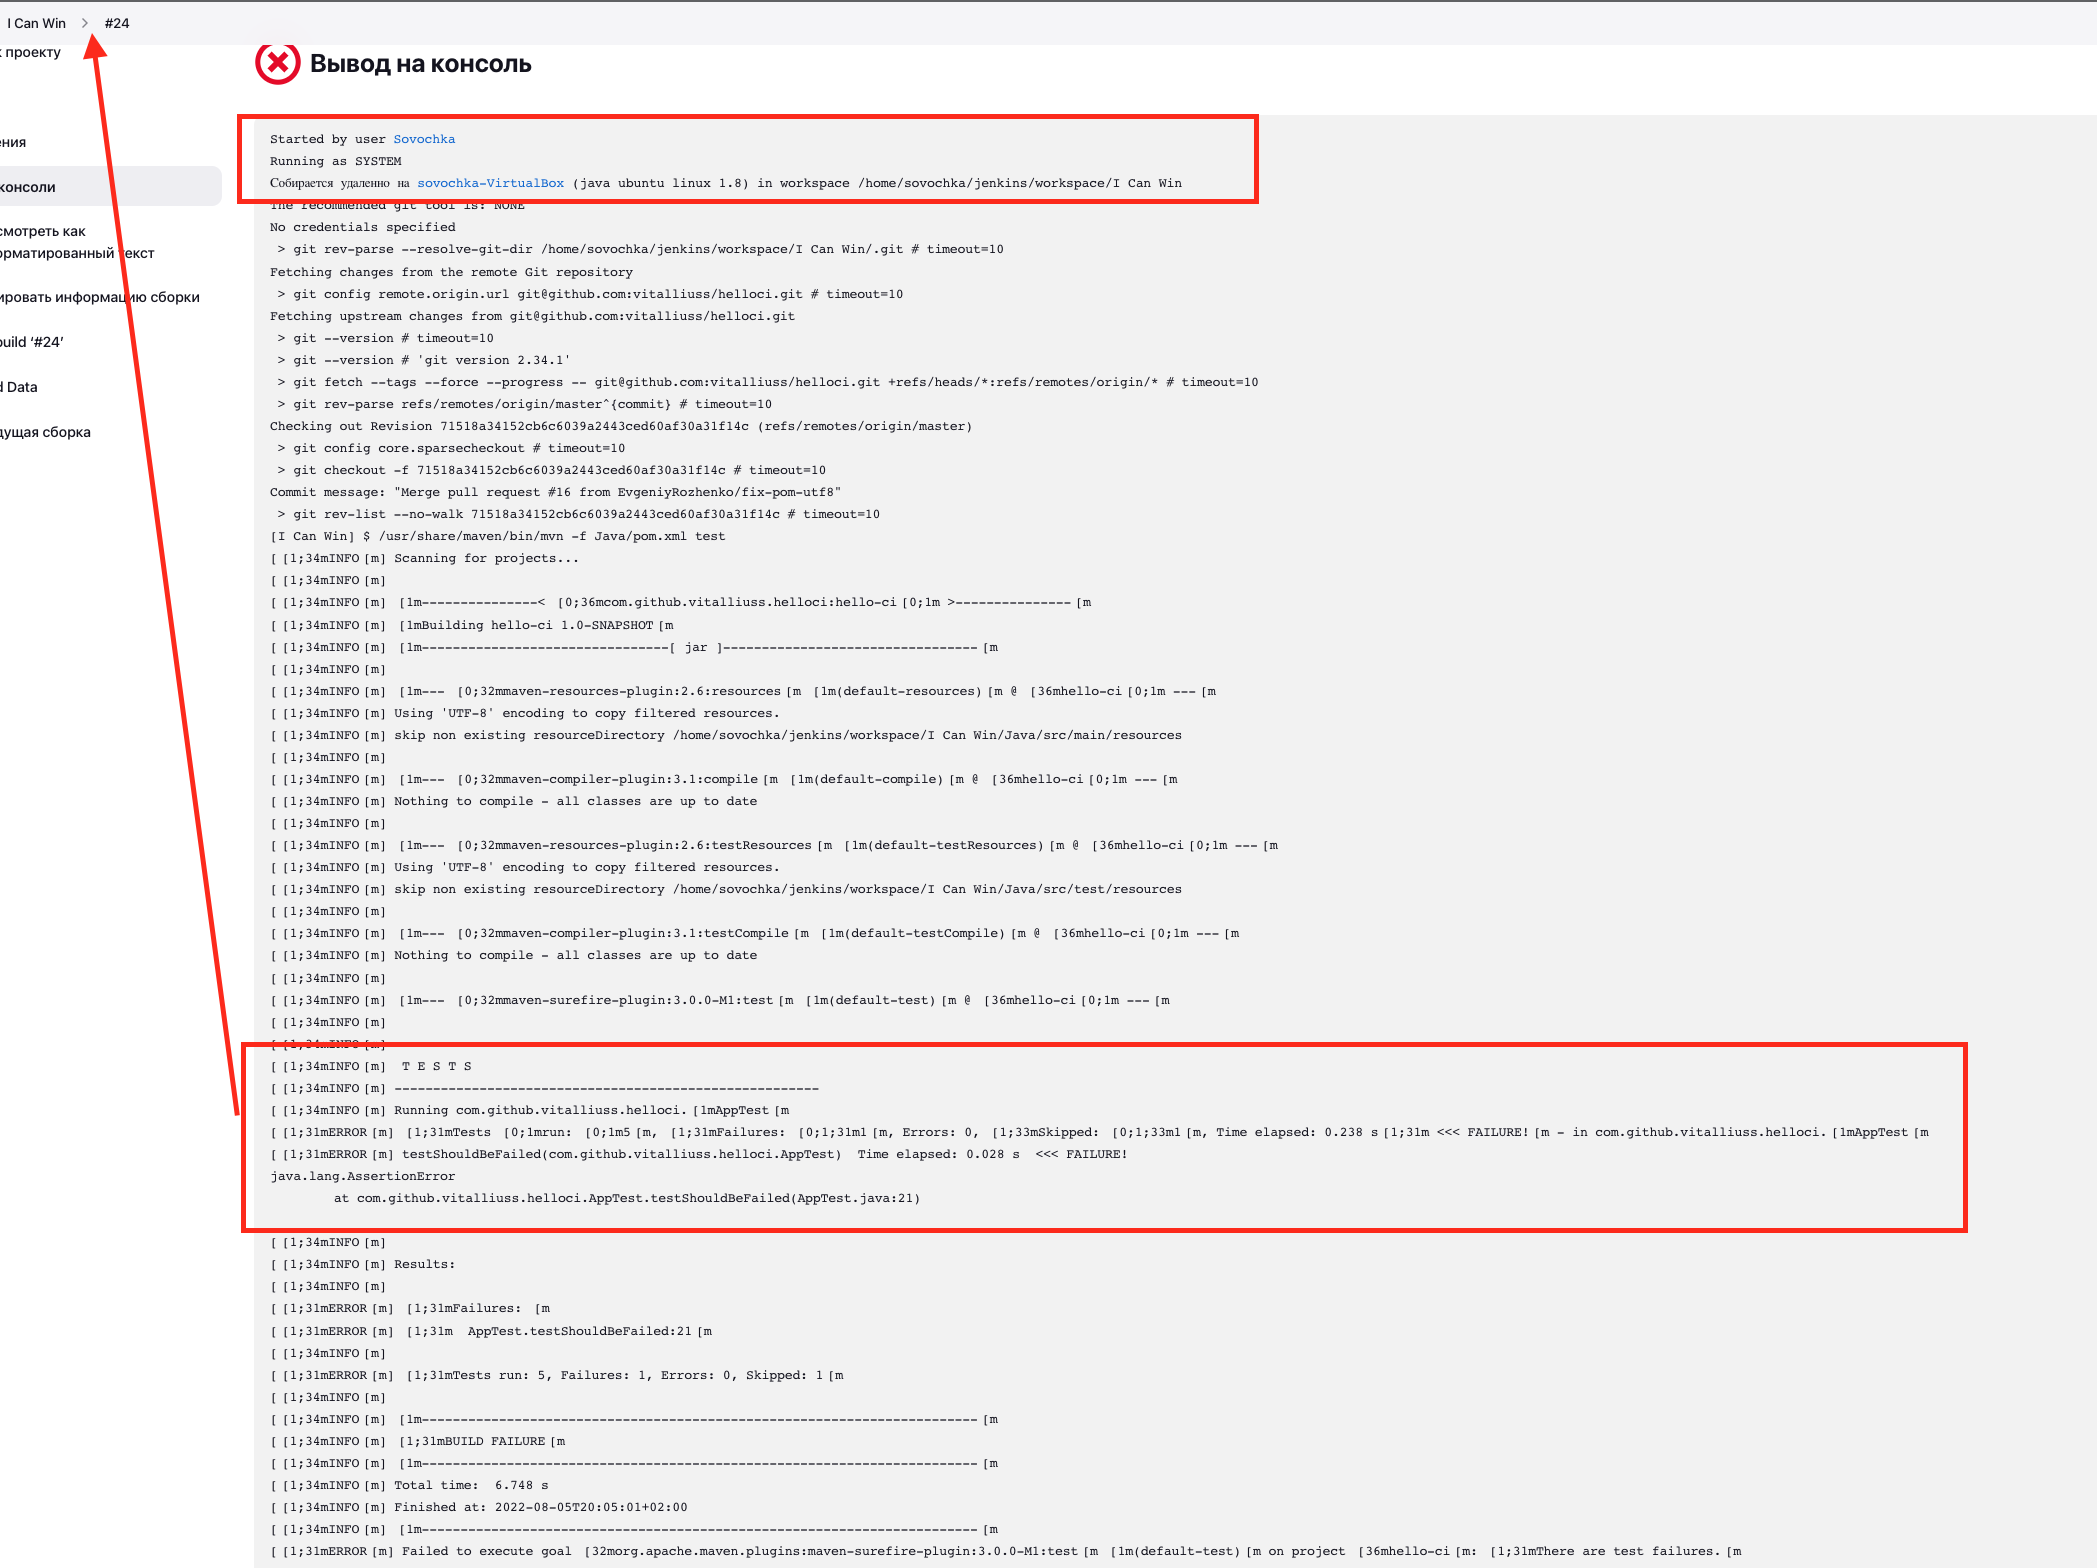 I Can Win > #24
к проекту
Вывод на консоль
ения
консоли
смотреть как
орматированный текст
ировать информацию сборки
build ‘#24’
d Data
дущая сборка
Started by user Sovochka
Running as SYSTEM
Собирается удаленно на sovochka-VirtualBox (java ubuntu linux 1.8) in workspace /home/sovochka/jenkins/workspace/I Can Win
The recommended git tool is: NONE
No credentials specified
 > git rev-parse --resolve-git-dir /home/sovochka/jenkins/workspace/I Can Win/.git # timeout=10
Fetching changes from the remote Git repository
 > git config remote.origin.url git@github.com:vitalliuss/helloci.git # timeout=10
Fetching upstream changes from git@github.com:vitalliuss/helloci.git
 > git --version # timeout=10
 > git --version # 'git version 2.34.1'
 > git fetch --tags --force --progress -- git@github.com:vitalliuss/helloci.git +refs/heads/*:refs/remotes/origin/* # timeout=10
 > git rev-parse refs/remotes/origin/master^{commit} # timeout=10
Checking out Revision 71518a34152cb6c6039a2443ced60af30a31f14c (refs/remotes/origin/master)
 > git config core.sparsecheckout # timeout=10
 > git checkout -f 71518a34152cb6c6039a2443ced60af30a31f14c # timeout=10
Commit message: "Merge pull request #16 from EvgeniyRozhenko/fix-pom-utf8"
 > git rev-list --no-walk 71518a34152cb6c6039a2443ced60af30a31f14c # timeout=10
[I Can Win] $ /usr/share/maven/bin/mvn -f Java/pom.xml test
[[1;34mINFO[m] Scanning for projects...
[[1;34mINFO[m]
[[1;34mINFO[m] [1m---------------< [0;36mcom.github.vitalliuss.helloci:hello-ci[0;1m >---------------[m
[[1;34mINFO[m] [1mBuilding hello-ci 1.0-SNAPSHOT[m
[[1;34mINFO[m] [1m--------------------------------[ jar ]---------------------------------[m
[[1;34mINFO[m]
[[1;34mINFO[m] [1m--- [0;32mmaven-resources-plugin:2.6:resources[m [1m(default-resources)[m @ [36mhello-ci[0;1m ---[m
[[1;34mINFO[m] Using 'UTF-8' encoding to copy filtered resources.
[[1;34mINFO[m] skip non existing resourceDirectory /home/sovochka/jenkins/workspace/I Can Win/Java/src/main/resources
[[1;34mINFO[m]
[[1;34mINFO[m] [1m--- [0;32mmaven-compiler-plugin:3.1:compile[m [1m(default-compile)[m @ [36mhello-ci[0;1m ---[m
[[1;34mINFO[m] Nothing to compile - all classes are up to date
[[1;34mINFO[m]
[[1;34mINFO[m] [1m--- [0;32mmaven-resources-plugin:2.6:testResources[m [1m(default-testResources)[m @ [36mhello-ci[0;1m ---[m
[[1;34mINFO[m] Using 'UTF-8' encoding to copy filtered resources.
[[1;34mINFO[m] skip non existing resourceDirectory /home/sovochka/jenkins/workspace/I Can Win/Java/src/test/resources
[[1;34mINFO[m]
[[1;34mINFO[m] [1m--- [0;32mmaven-compiler-plugin:3.1:testCompile[m [1m(default-testCompile)[m @ [36mhello-ci[0;1m ---[m
[[1;34mINFO[m] Nothing to compile - all classes are up to date
[[1;34mINFO[m]
[[1;34mINFO[m] [1m--- [0;32mmaven-surefire-plugin:3.0.0-M1:test[m [1m(default-test)[m @ [36mhello-ci[0;1m ---[m
[[1;34mINFO[m]
[[1;34mINFO[m]
[[1;34mINFO[m]  T E S T S
[[1;34mINFO[m] -------------------------------------------------------
[[1;34mINFO[m] Running com.github.vitalliuss.helloci.[1mAppTest[m
[[1;31mERROR[m] [1;31mTests [0;1mrun: [0;1m5[m, [1;31mFailures: [0;1;31m1[m, Errors: 0, [1;33mSkipped: [0;1;33m1[m, Time elapsed: 0.238 s[1;31m <<< FAILURE![m - in com.github.vitalliuss.helloci.[1mAppTest[m
[[1;31mERROR[m] testShouldBeFailed(com.github.vitalliuss.helloci.AppTest)  Time elapsed: 0.028 s  <<< FAILURE!
java.lang.AssertionError
	at com.github.vitalliuss.helloci.AppTest.testShouldBeFailed(AppTest.java:21)
[[1;34mINFO[m]
[[1;34mINFO[m] Results:
[[1;34mINFO[m]
[[1;31mERROR[m] [1;31mFailures: [m
[[1;31mERROR[m] [1;31m  AppTest.testShouldBeFailed:21[m
[[1;34mINFO[m]
[[1;31mERROR[m] [1;31mTests run: 5, Failures: 1, Errors: 0, Skipped: 1[m
[[1;34mINFO[m]
[[1;34mINFO[m] [1m------------------------------------------------------------------------[m
[[1;34mINFO[m] [1;31mBUILD FAILURE[m
[[1;34mINFO[m] [1m------------------------------------------------------------------------[m
[[1;34mINFO[m] Total time:  6.748 s
[[1;34mINFO[m] Finished at: 2022-08-05T20:05:01+02:00
[[1;34mINFO[m] [1m------------------------------------------------------------------------[m
[[1;31mERROR[m] Failed to execute goal [32morg.apache.maven.plugins:maven-surefire-plugin:3.0.0-M1:test[m [1m(default-test)[m on project [36mhello-ci[m: [1;31mThere are test failures.[m